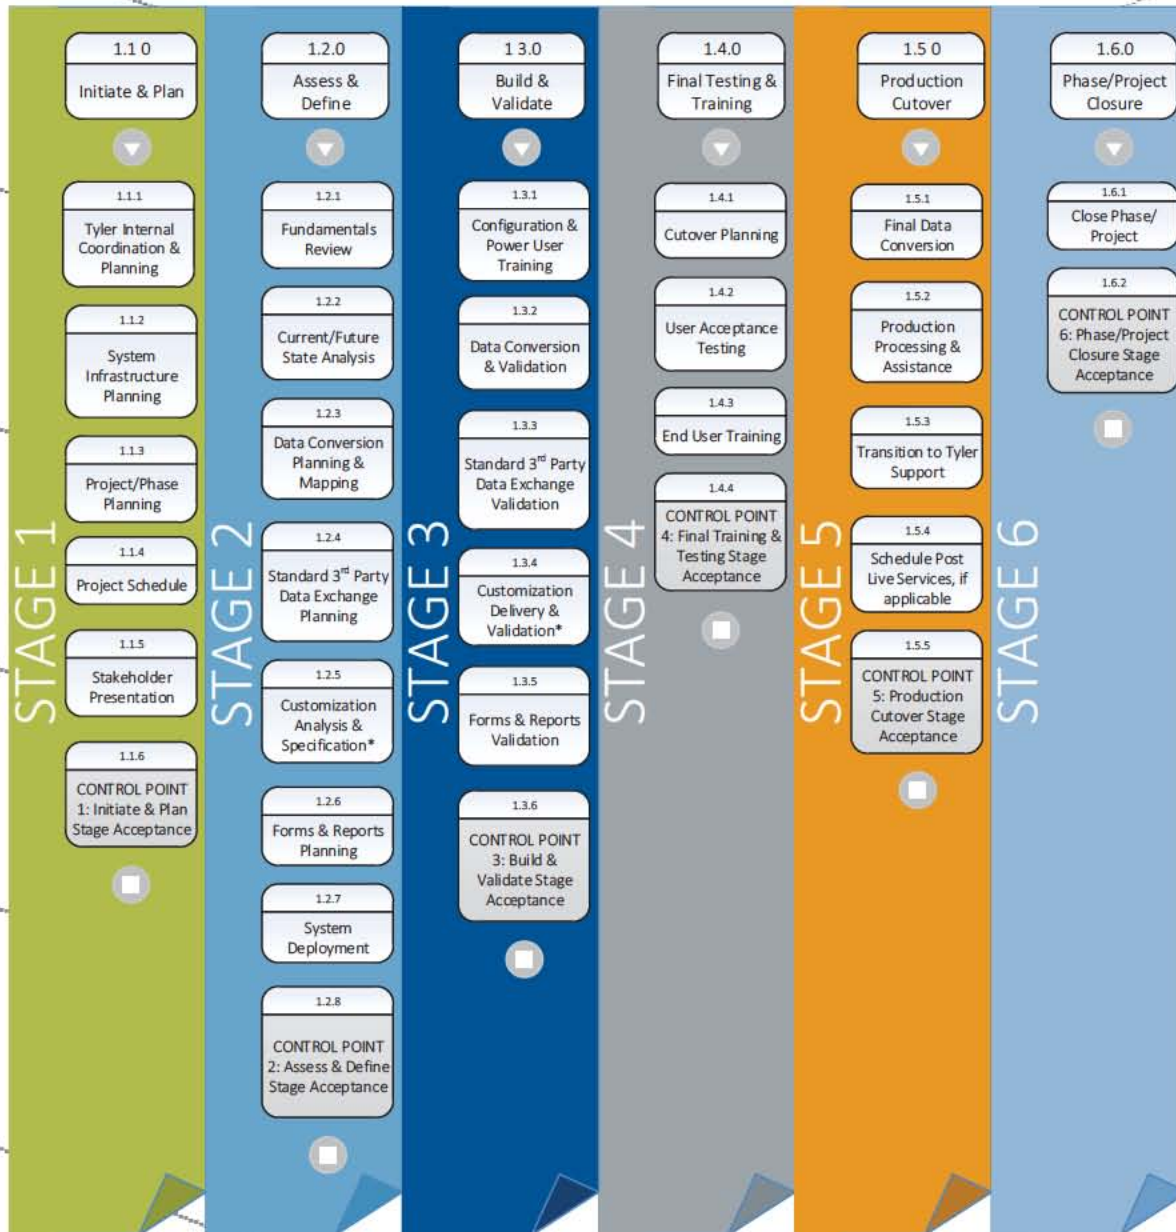 STAGE 1
1.1 0
Initiate & Plan
1.1.1
Tyler Internal
Coordination &
Planning
1.1.2
System
Infrastructure
Planning
1.1.3
Project/Phase
Planning
1.1.4
Project Schedule
1.1.5
Stakeholder
Presentation
1.1.6
CONTROL POINT
1: Initiate & Plan
Stage Acceptance
STAGE 2
1.2.0
Assess &
Define
1.2.1
Fundamentals
Review
1.2.2
Current/Future
State Analysis
1.2.3
Data Conversion
Planning &
Mapping
1.2.4
Standard 3rd Party
Data Exchange
Planning
1.2.5
Customization
Analysis &
Specification*
1.2.6
Forms & Reports
Planning
1.2.7
System
Deployment
1.2.8
CONTROL POINT
2: Assess & Define
Stage Acceptance
STAGE 3
1 3.0
Build &
Validate
1.3.1
Configuration &
Power User
Training
1.3.2
Data Conversion
& Validation
1.3.3
Standard 3rd Party
Data Exchange
Validation
1.3.4
Customization
Delivery &
Validation*
1.3.5
Forms & Reports
Validation
1.3.6
CONTROL POINT
3: Build &
Validate Stage
Acceptance
STAGE 4
1.4.0
Final Testing &
Training
1.4.1
Cutover Planning
1.4.2
User Acceptance
Testing
1.4.3
End User Training
1.4.4
CONTROL POINT
4: Final Training &
Testing Stage
Acceptance
STAGE 5
1.5 0
Production
Cutover
1.5.1
Final Data
Conversion
1.5.2
Production
Processing &
Assistance
1.5.3
Transition to Tyler
Support
1.5.4
Schedule Post
Live Services, if
applicable
1.5.5
CONTROL POINT
5: Production
Cutover Stage
Acceptance
STAGE 6
1.6.0
Phase/Project
Closure
1.6.1
Close Phase/
Project
1.6.2
CONTROL POINT
6: Phase/Project
Closure Stage
Acceptance